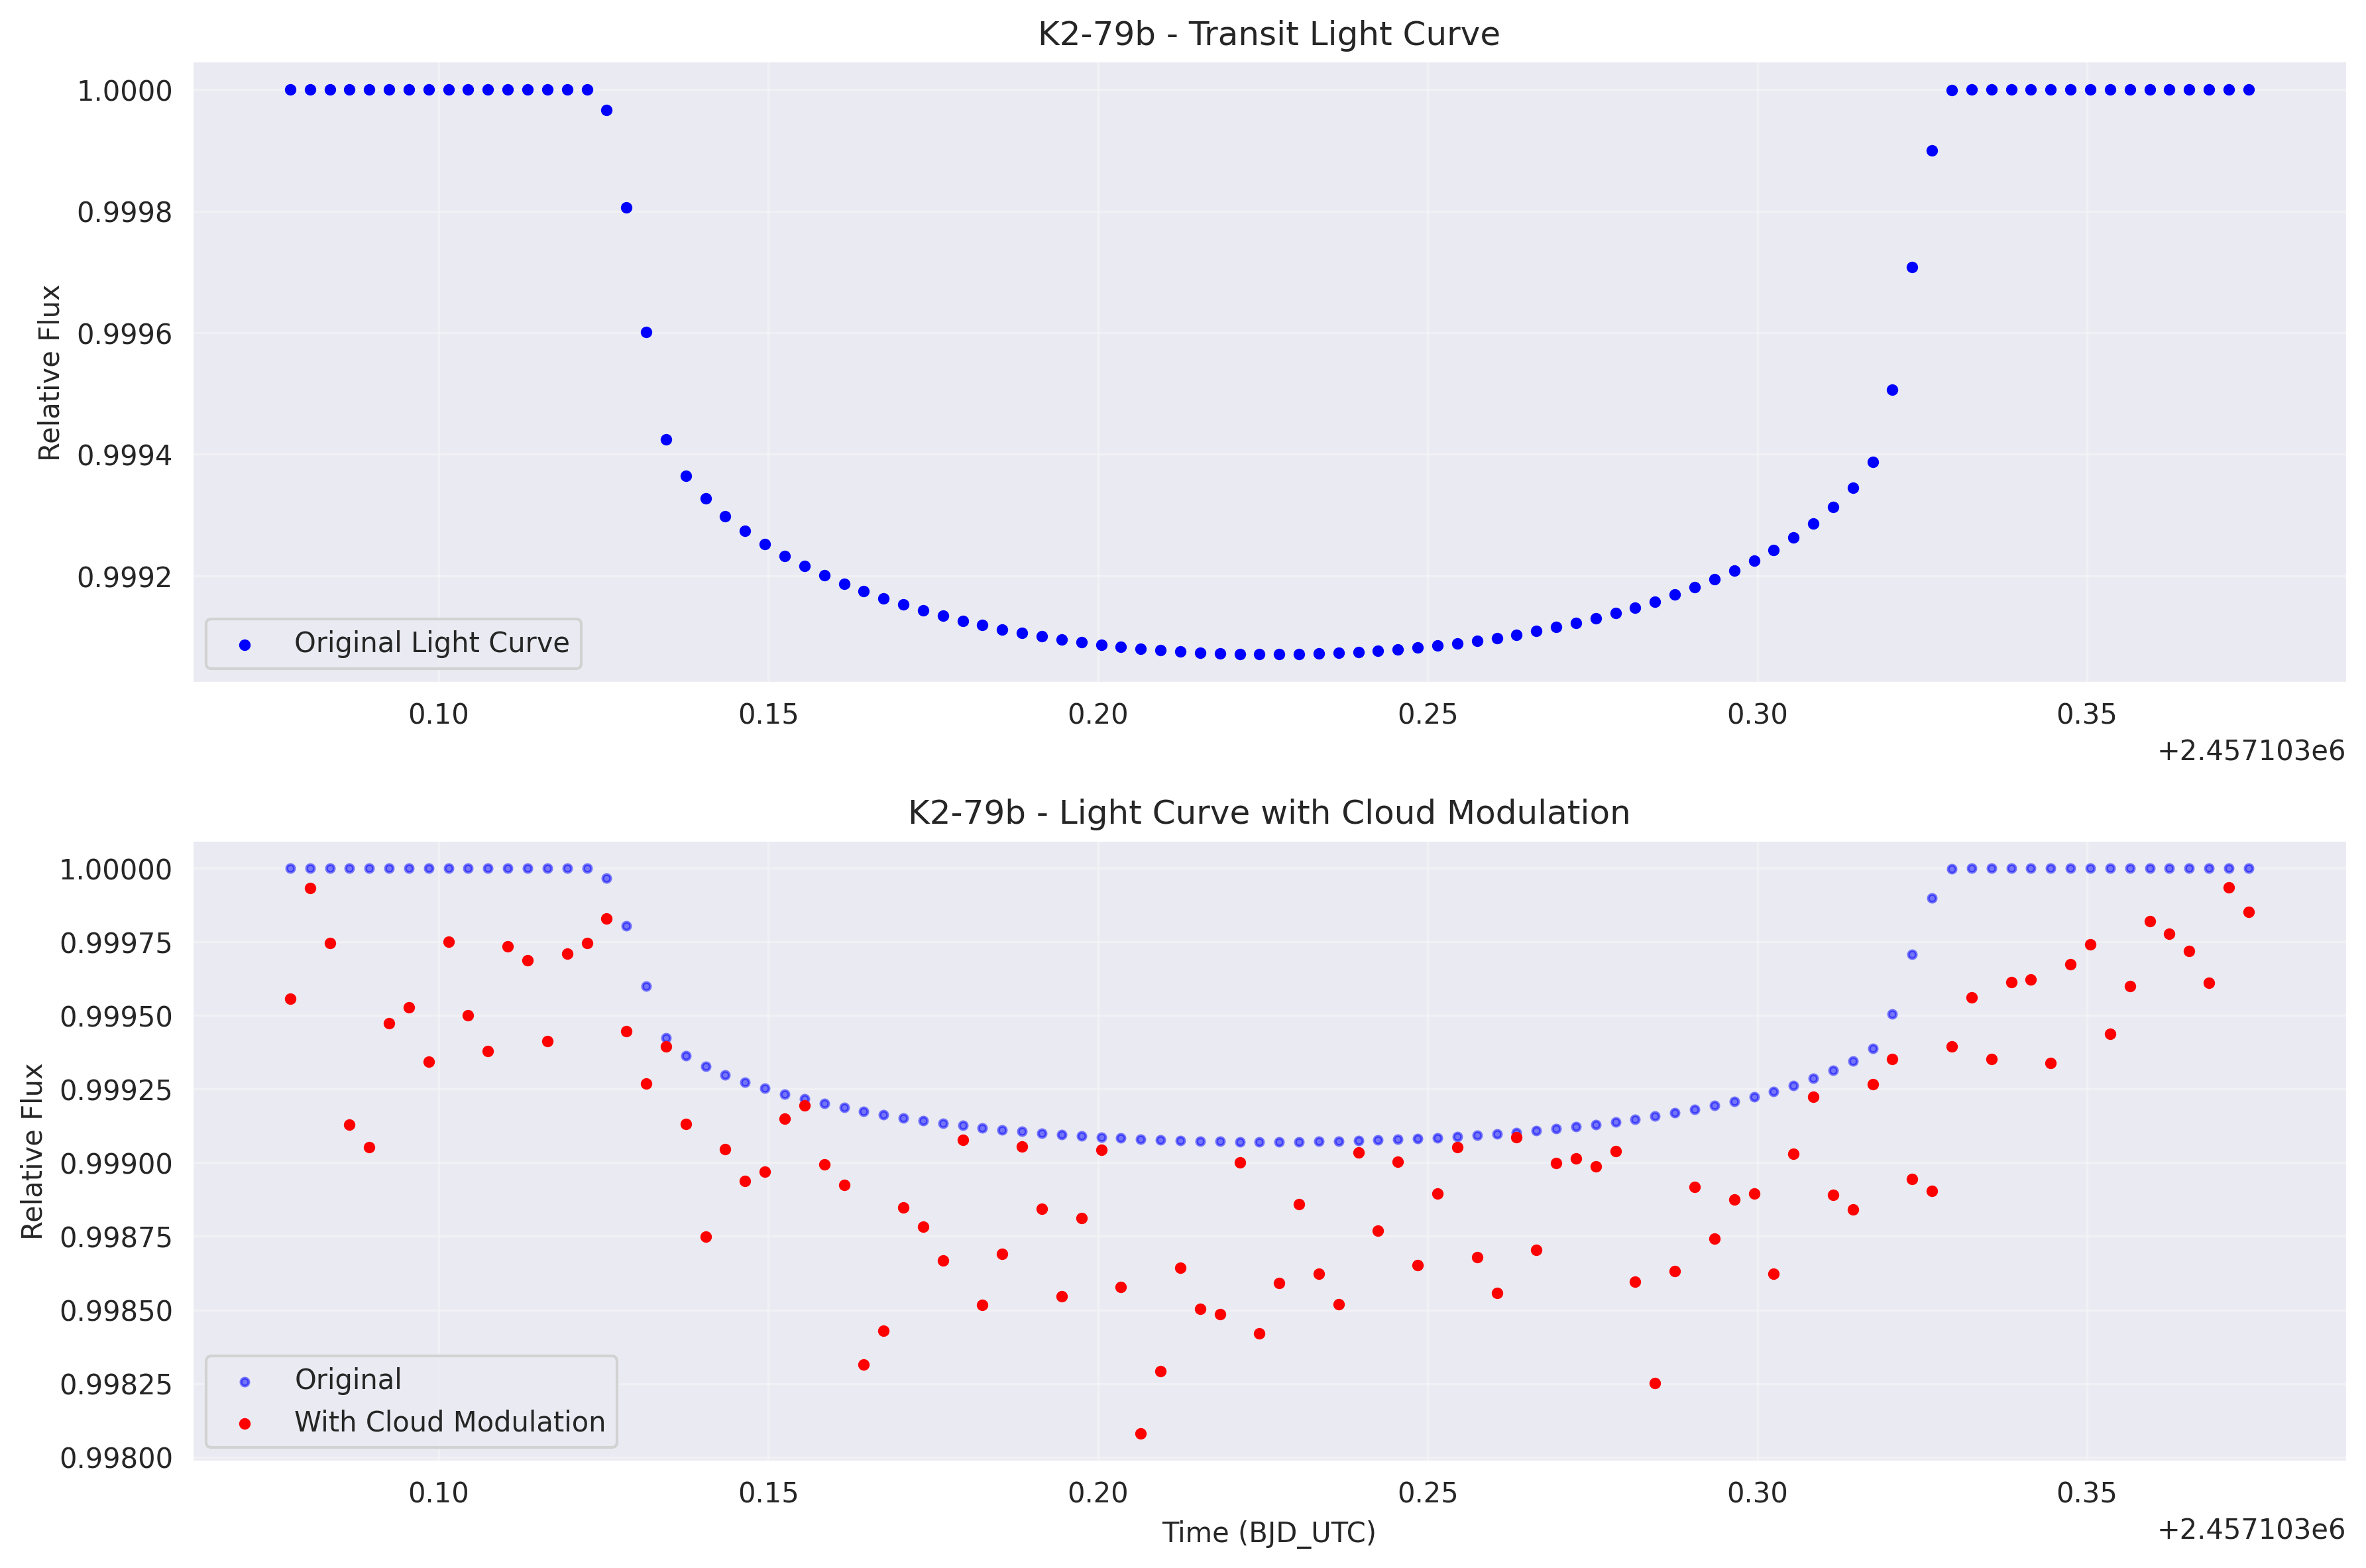 K2-79b - Transit Light Curve
Relative Flux
1.0000
0.9998
0.9996
0.9994
0.9992
Original Light Curve
0.10 0.15 0.20 0.25 0.30 0.35
+2.457103e6
K2-79b - Light Curve with Cloud Modulation
Relative Flux
1.00000
0.99975
0.99950
0.99925
0.99900
0.99875
0.99850
0.99825
0.99800
Original
With Cloud Modulation
0.10 0.15 0.20 0.25 0.30 0.35
Time (BJD_UTC)
+2.457103e6